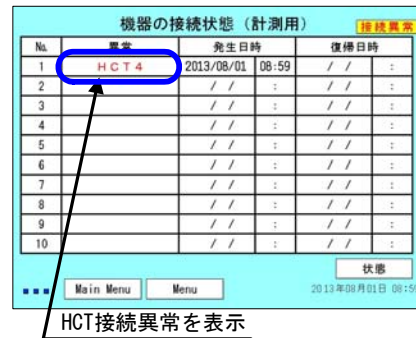 機器の接続状態（計測用）
接続異常
No. 異常 発生日時 復帰日時
1 HCT4 2013/08/01 08:59 / / :
2 / / : / / :
3 / / : / / :
4 / / : / / :
5 / / : / / :
6 / / : / / :
7 / / : / / :
8 / / : / / :
9 / / : / / :
10 / / : / / :
状態
Main Menu Menu 2013年08月01日 08:59
HCT接続異常を表示